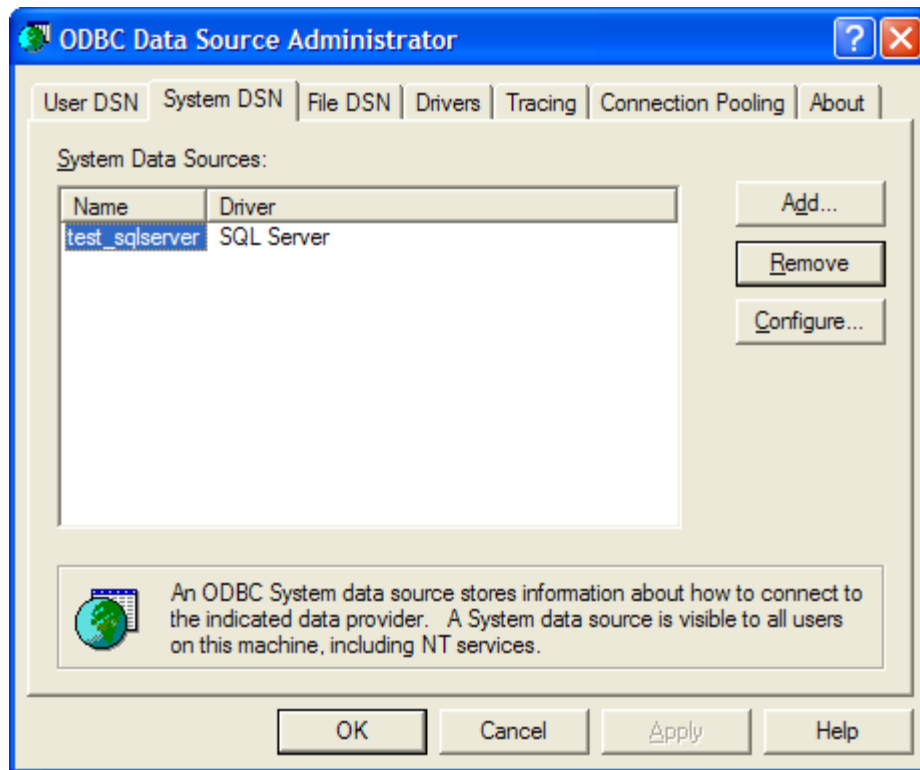 ODBC Data Source Administrator
User DSN System DSN File DSN Drivers Tracing Connection Pooling About
System Data Sources:
Name Driver
test_sqlserver SQL Server
Add...
Remove
Configure...
An ODBC System data source stores information about how to connect to
the indicated data provider. A System data source is visible to all users
on this machine, including NT services.
OK Cancel Apply Help